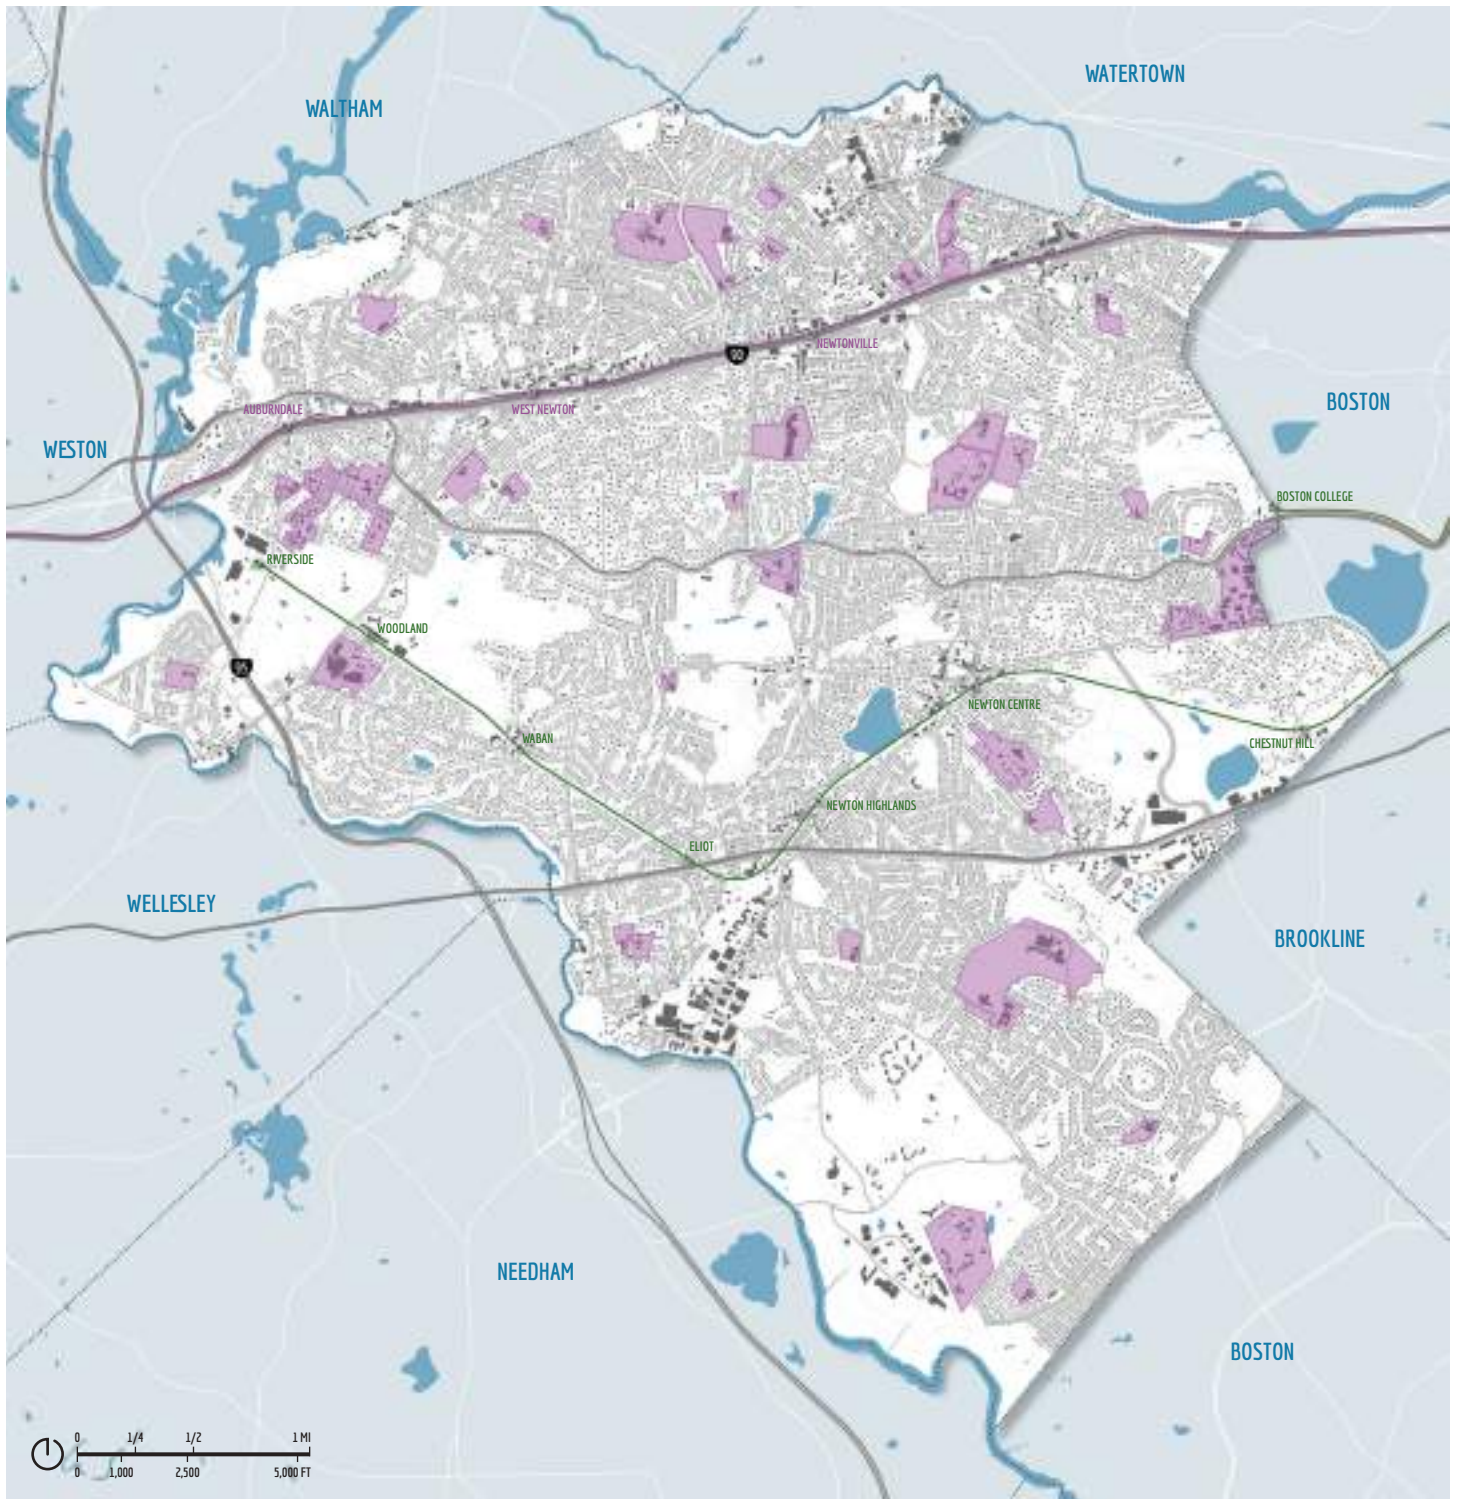 WATERTOWN
WALTHAM
NEWTONVILLE
90
BOSTON
AUBURNDALE
WEST NEWTON
WESTON
BOSTON COLLEGE
RIVERSIDE
WOODLAND
95
NEWTON CENTRE
WABAN
CHESTNUT HILL
NEWTON HIGHLANDS
ELIOT
WELLESLEY
BROOKLINE
NEEDHAM
BOSTON
0 1/4 1/2 1 MI
0 1,000 2,500 5,000 FT